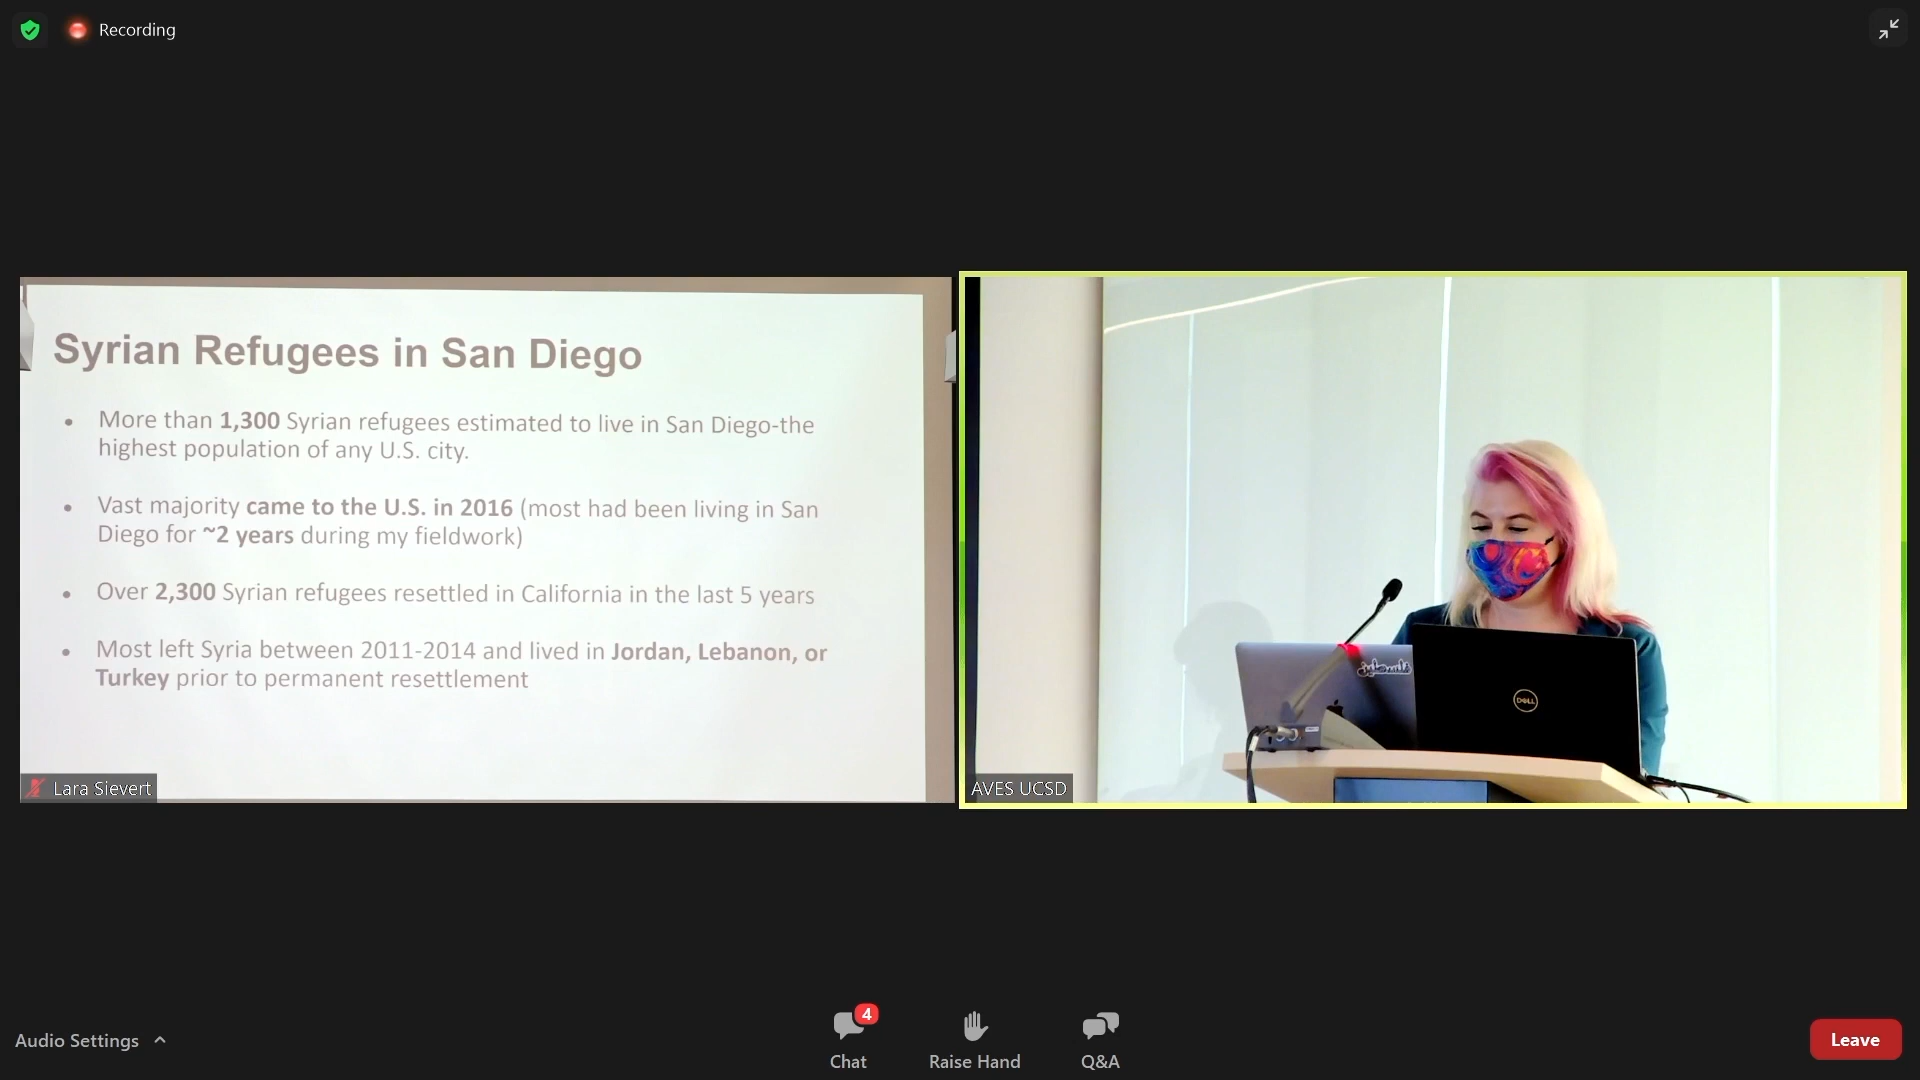 Recording
Syrian Refugees in San Diego
• More than 1,300 Syrian refugees estimated to live in San Diego-the
highest population of any U.S. city.
• Vast majority came to the U.S. in 2016 (most had been living in San
Diego for ~2 years during my fieldwork)
• Over 2,300 Syrian refugees resettled in California in the last 5 years
• Most left Syria between 2011-2014 and lived in Jordan, Lebanon, or
Turkey prior to permanent resettlement
Lara Sievert
فلسطين
DELL
AVES UCSD
Audio Settings
4
Chat
Raise Hand
Q&A
Leave